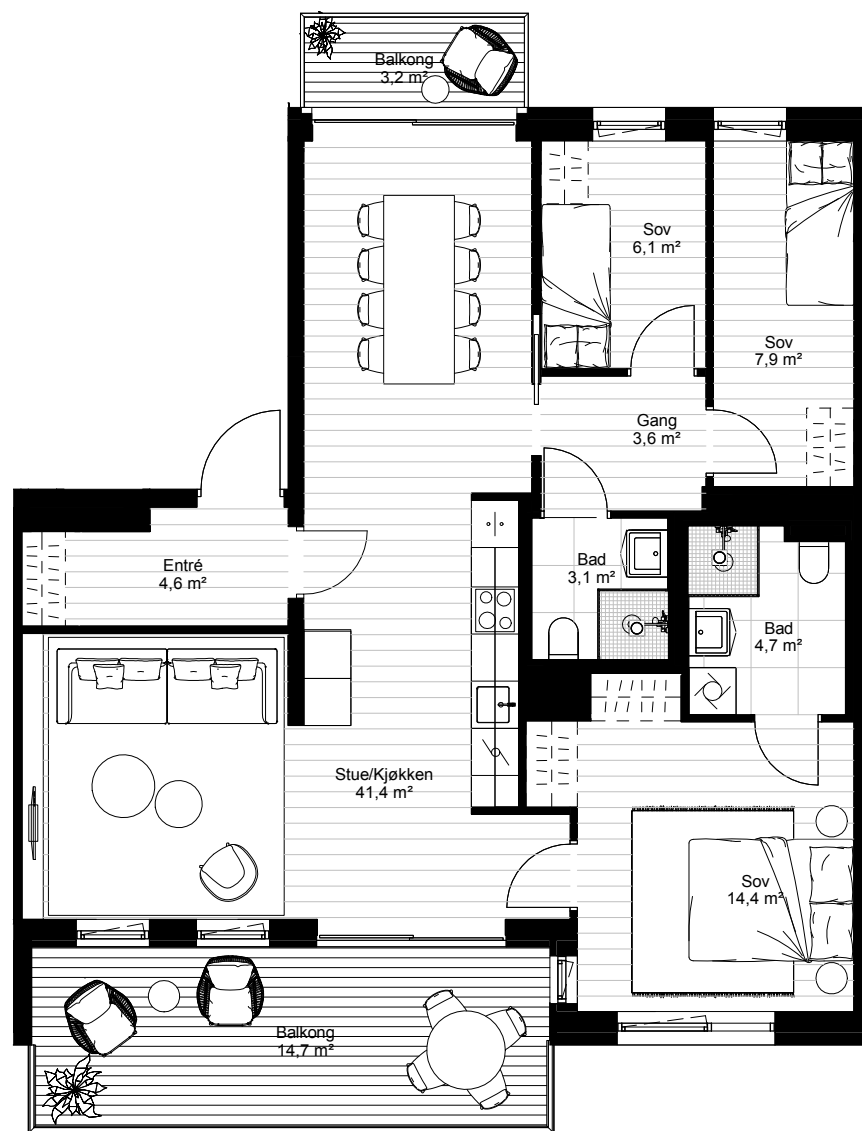 Balkong
3,2 m²
Sov
6,1 m²
Sov
7,9 m²
Gang
3,6 m²
Entré
4,6 m²
Bad
3,1 m²
Bad
4,7 m²
Stue/Kjøkken
41,4 m²
Sov
14,4 m²
Balkong
14,7 m²